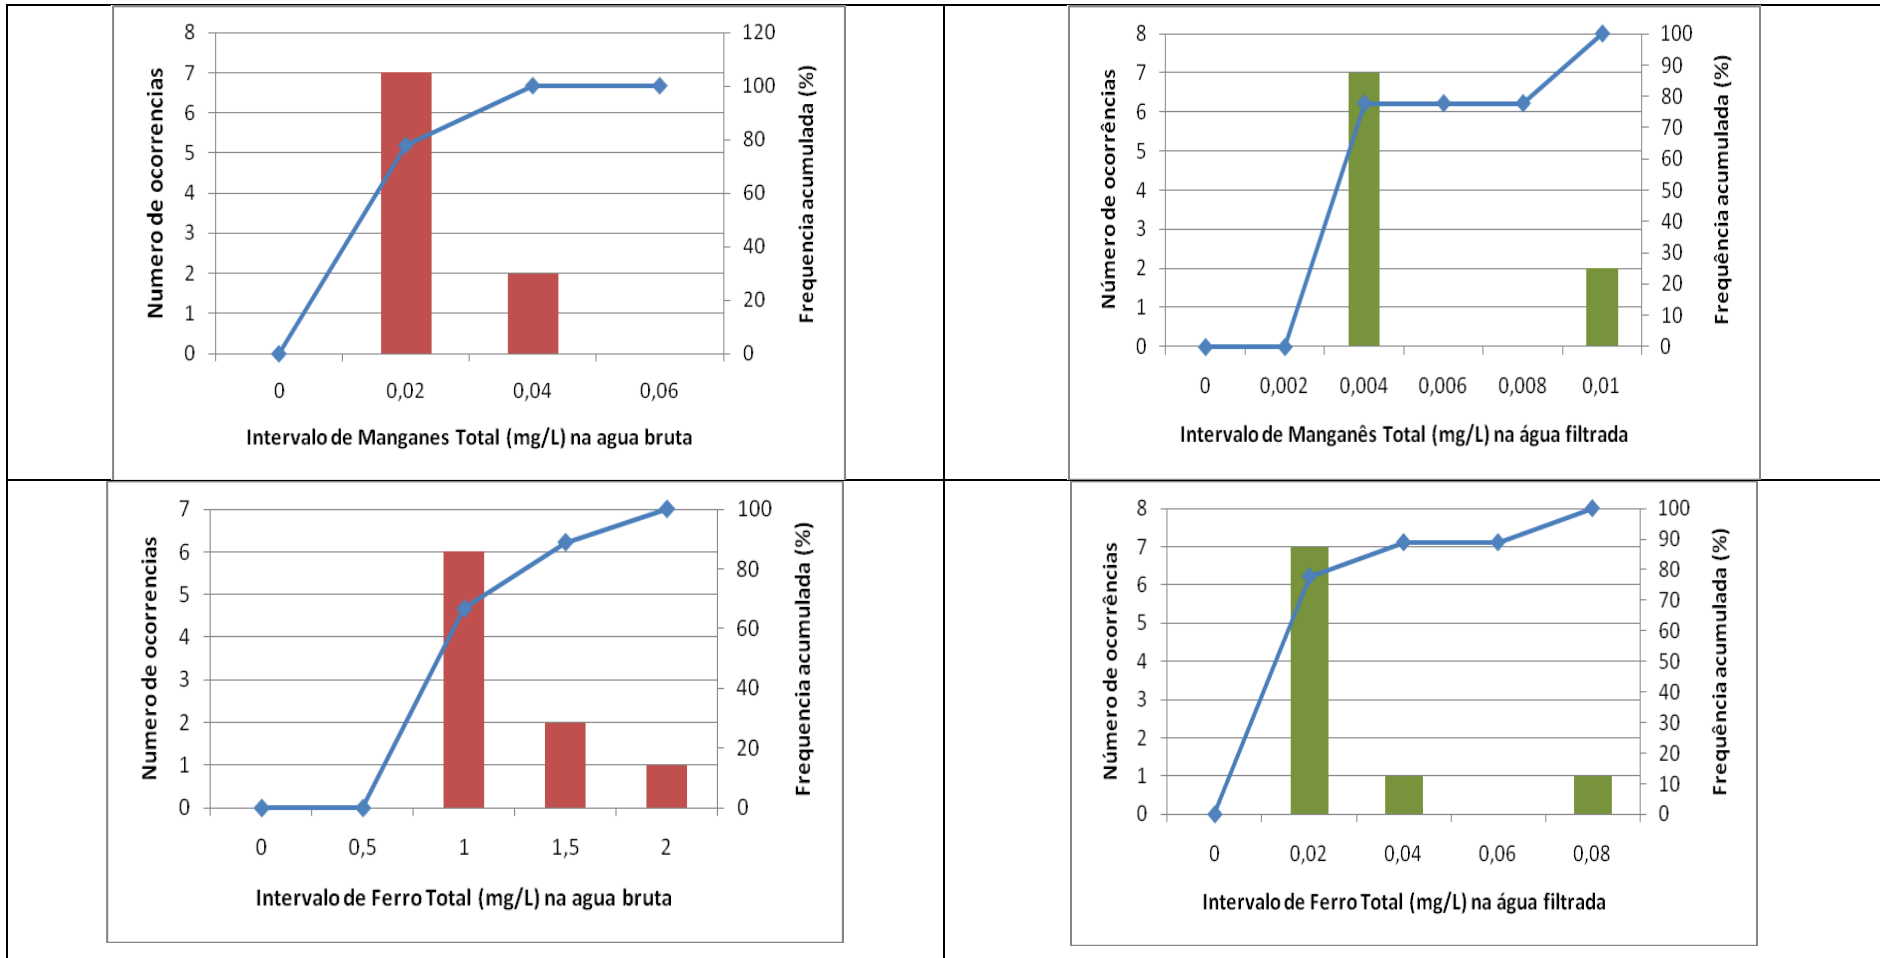 8 120
7 100
6
5 80
4 60
3 40
2
1 20
0 0
Numero de ocorrencias
Frequencia acumulada (%)
0 0,02 0,04 0,06
Intervalo de Manganes Total (mg/L) na agua bruta
8 100
7 90
6 80
5 70
4 60
50
3 40
2 30
20
1 10
0 0
Número de ocorrências
Frequência acumulada (%)
0 0,002 0,004 0,006 0,008 0,01
Intervalo de Manganês Total (mg/L) na água filtrada
7 100
6 80
5
4 60
3 40
2
1 20
0 0
Numero de ocorrencias
Frequencia acumulada (%)
0 0,5 1 1,5 2
Intervalo de Ferro Total (mg/L) na agua bruta
8 100
7 90
6 80
5 70
4 60
50
3 40
2 30
20
1 10
0 0
Número de ocorrências
Frequência acumulada (%)
0 0,02 0,04 0,06 0,08
Intervalo de Ferro Total (mg/L) na água filtrada